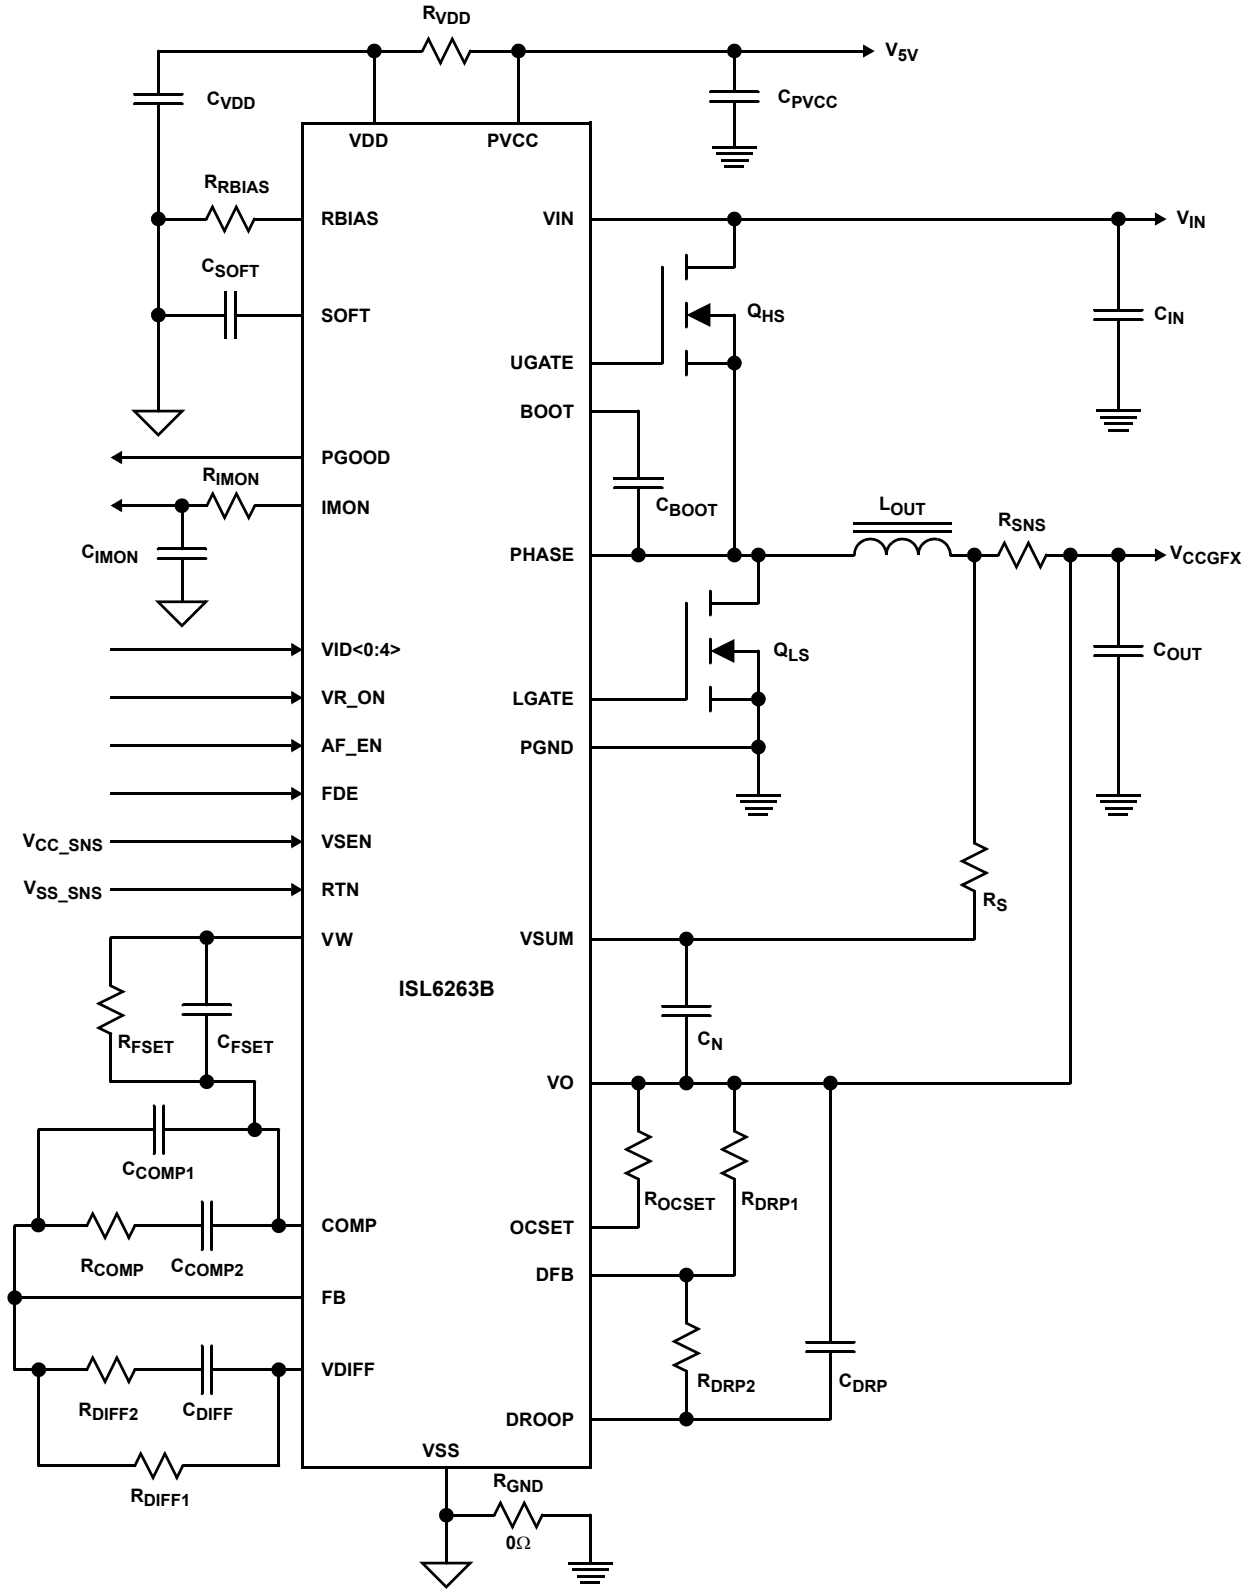 RVDD
V5V
CVDD
CPVCC
VDD
PVCC
RRBIAS
RBIAS
VIN
VIN
CSOFT
SOFT
QHS
CIN
UGATE
BOOT
PGOOD
RIMON
IMON
CBOOT
LOUT
RSNS
CIMON
PHASE
VCCGFX
VID<0:4>
QLS
COUT
VR_ON
LGATE
AF_EN
PGND
FDE
VCC_SNS
VSEN
VSS_SNS
RTN
RS
VW
VSUM
ISL6263B
RFSET
CFSET
CN
VO
CCOMP1
ROCSET
RDRP1
COMP
OCSET
RCOMP
CCOMP2
DFB
FB
VDIFF
RDRP2
CDRP
RDIFF2
CDIFF
DROOP
VSS
RDIFF1
RGND
0Ω